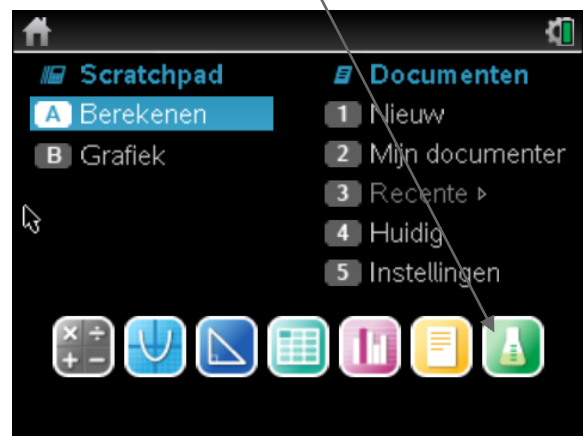 Scratchpad
A Berekenen
B Grafiek
Documenten
1 Nieuw
2 Mijn documenter
3 Recente ▹
4 Huidig
5 Instellingen